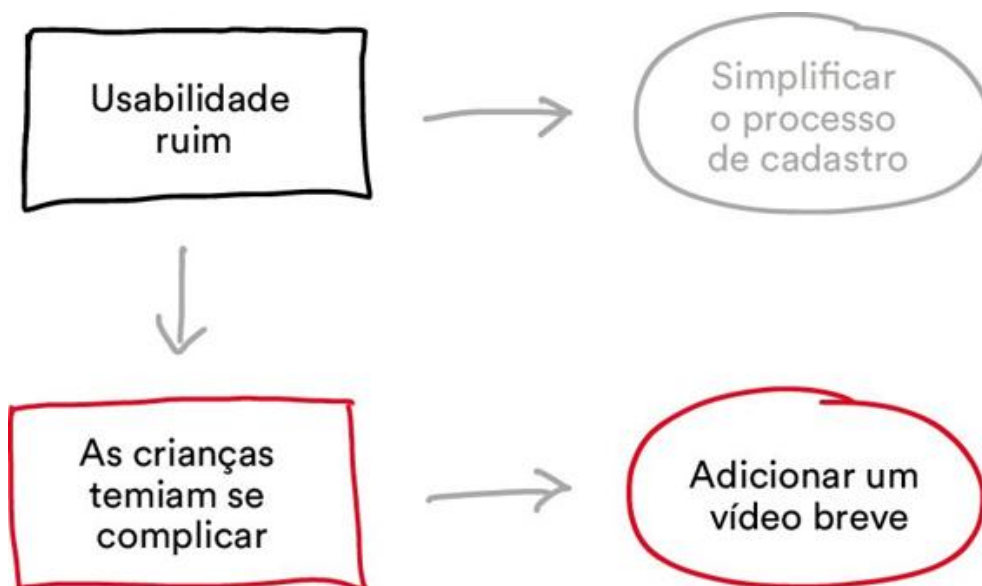 Usabilidade
ruim
Simplificar
o processo
de cadastro
As crianças
temiam se
complicar
Adicionar um
vídeo breve